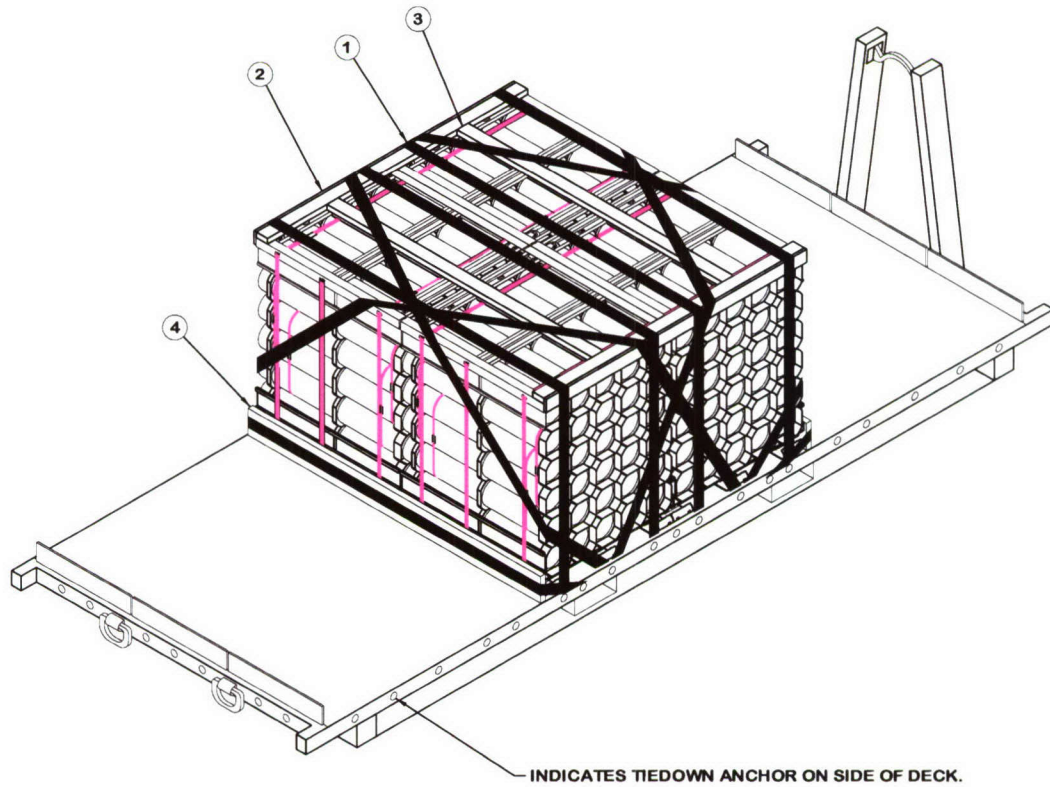 3
1
2
4
INDICATES TIEDOWN ANCHOR ON SIDE OF DECK.